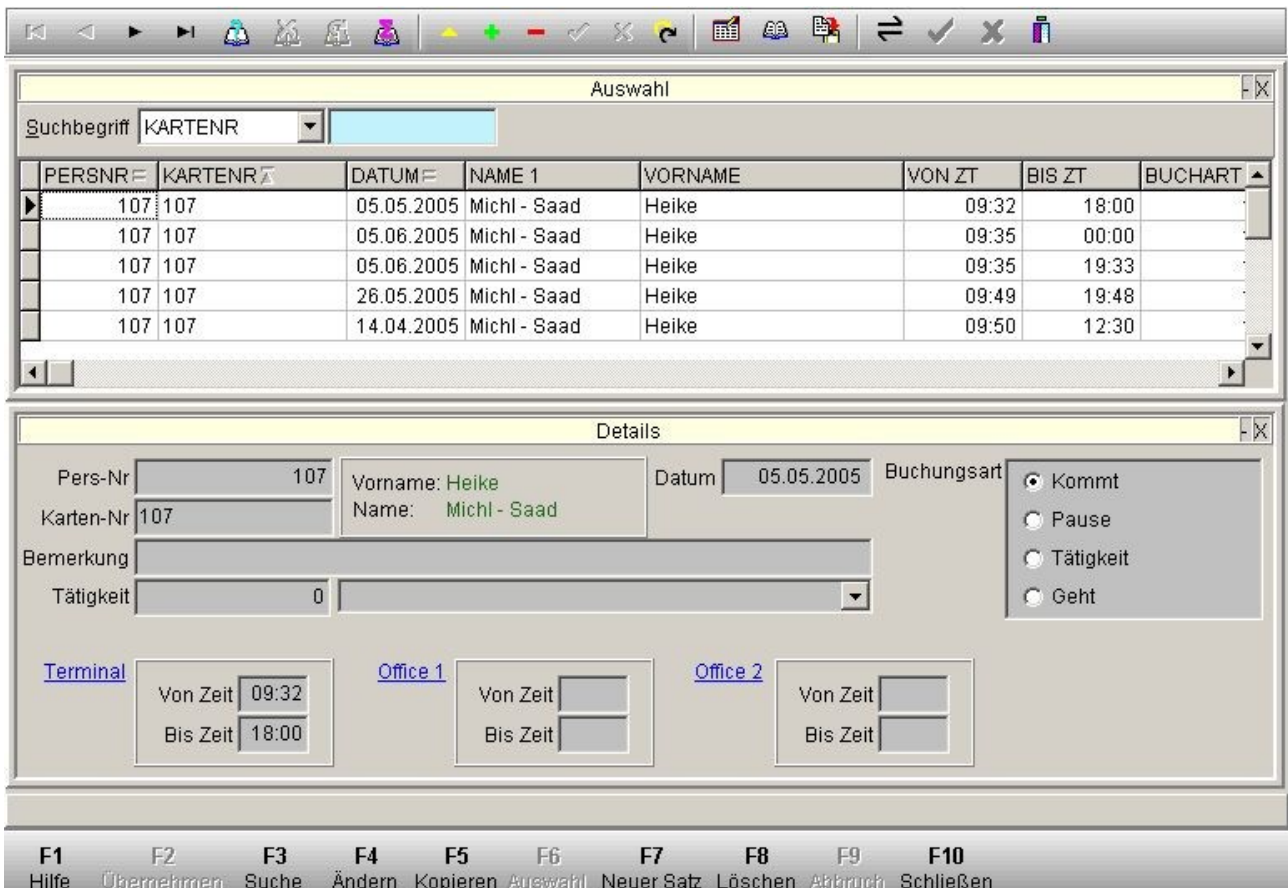 Auswahl
Suchbegriff KARTENR
PERSNR KARTENR DATUM NAME 1 VORNAME VON ZT BIS ZT BUCHART
107 107 05.05.2005 Michl - Saad Heike 09:32 18:00
107 107 05.06.2005 Michl - Saad Heike 09:35 00:00
107 107 05.06.2005 Michl - Saad Heike 09:35 19:33
107 107 26.05.2005 Michl - Saad Heike 09:49 19:48
107 107 14.04.2005 Michl - Saad Heike 09:50 12:30
Details
Pers-Nr 107 Vorname: Heike Datum 05.05.2005 Buchungsart Kommt
Karten-Nr 107 Name: Michl - Saad Pause
Bemerkung Tätigkeit
Tätigkeit 0 Geht
Terminal Office 1 Office 2
Von Zeit 09:32 Von Zeit Von Zeit
Bis Zeit 18:00 Bis Zeit Bis Zeit
F1 F2 F3 F4 F5 F6 F7 F8 F9 F10
Hilfe Übernehmen Suche Ändern Kopieren Auswahl Neuer Satz Löschen Abbruch Schließen